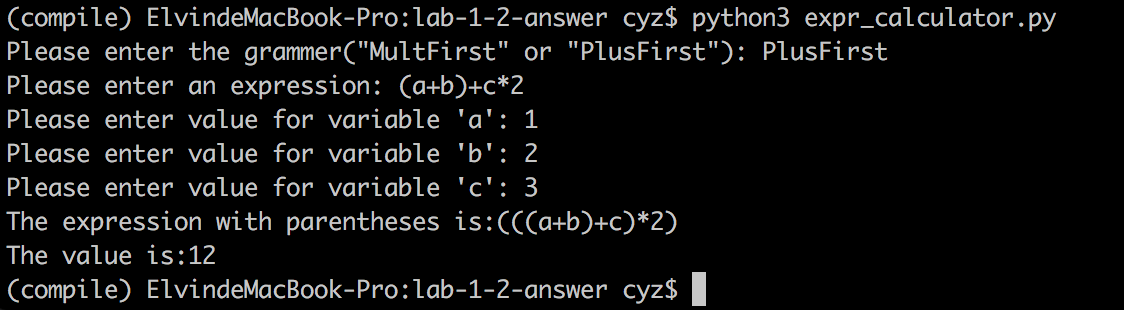 (compile) ElvindeMacBook-Pro:lab-1-2-answer cyz$ python3 expr_calculator.py
Please enter the grammer("MultFirst" or "PlusFirst"): PlusFirst
Please enter an expression: (a+b)+c*2
Please enter value for variable 'a': 1
Please enter value for variable 'b': 2
Please enter value for variable 'c': 3
The expression with parentheses is:(((a+b)+c)*2)
The value is:12
(compile) ElvindeMacBook-Pro:lab-1-2-answer cyz$